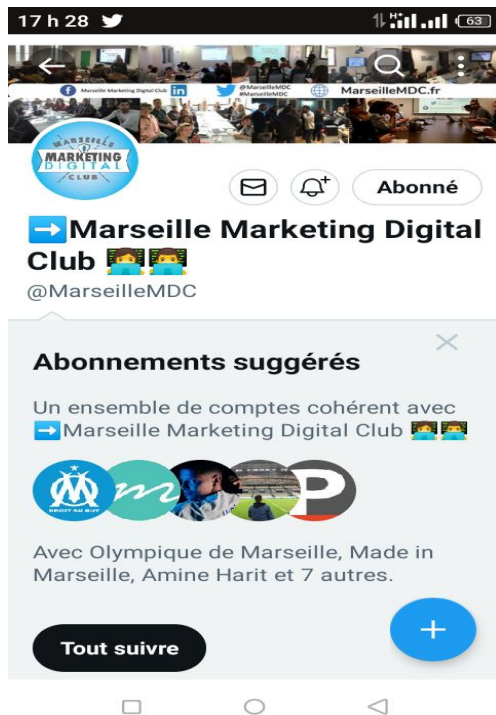 17 h 28
63
Marseille Marketing Digital Club
@MarseilleMDC
#MarseilleMDC
MarseilleMDC.fr
MARSEILLE
MARKETING
DIGITAL
CLUB
Abonné
➡️Marseille Marketing Digital
Club 👩‍💻👨‍💻
@MarseilleMDC
Abonnements suggérés
Un ensemble de comptes cohérent avec
➡️Marseille Marketing Digital Club 👩‍💻👨‍💻
DROIT AU BUT
Avec Olympique de Marseille, Made in
Marseille, Amine Harit et 7 autres.
Tout suivre